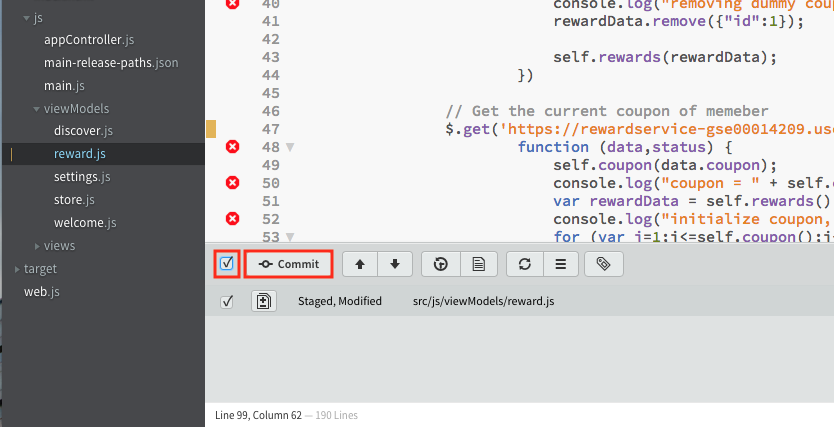 js
appController.js
main-release-paths.json
main.js
viewModels
discover.js
reward.js
settings.js
store.js
welcome.js
views
target
web.js
40 console.log("removing dummy coup
41 rewardData.remove({"id":1});
42
43 self.rewards(rewardData);
44 })
45
46 // Get the current coupon of memeber
47 $.get('https://rewardservice-gse00014209.use
48 function (data,status) {
49 self.coupon(data.coupon);
50 console.log("coupon = " + self.c
51 var rewardData = self.rewards()
52 console.log("initialize coupon,
53 for (var i=1;i<=self.coupon();i
Commit
Staged, Modified src/js/viewModels/reward.js
Line 99, Column 62 — 190 Lines